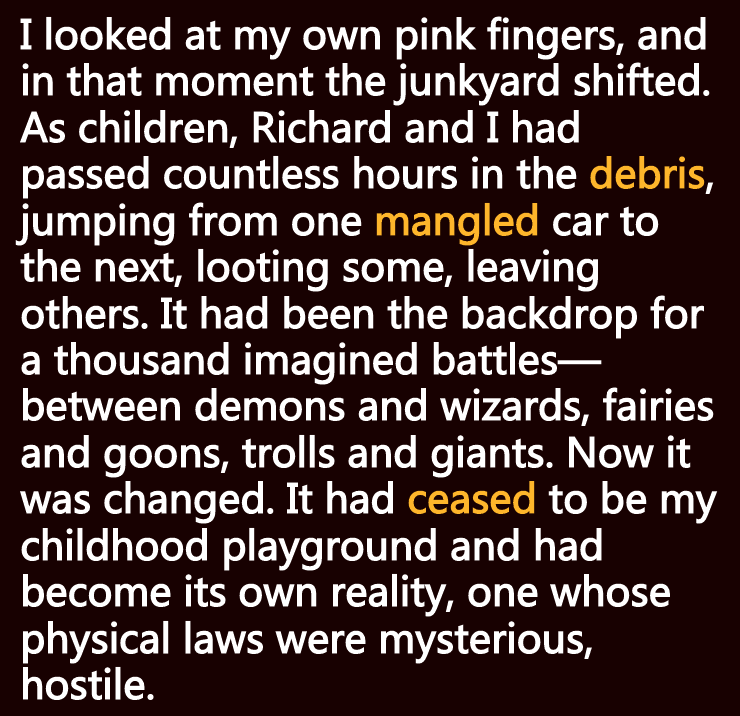 I looked at my own pink fingers, and
in that moment the junkyard shifted.
As children, Richard and I had
passed countless hours in the debris,
jumping from one mangled car to
the next, looting some, leaving
others. It had been the backdrop for
a thousand imagined battles—
between demons and wizards, fairies
and goons, trolls and giants. Now it
was changed. It had ceased to be my
childhood playground and had
become its own reality, one whose
physical laws were mysterious,
hostile.